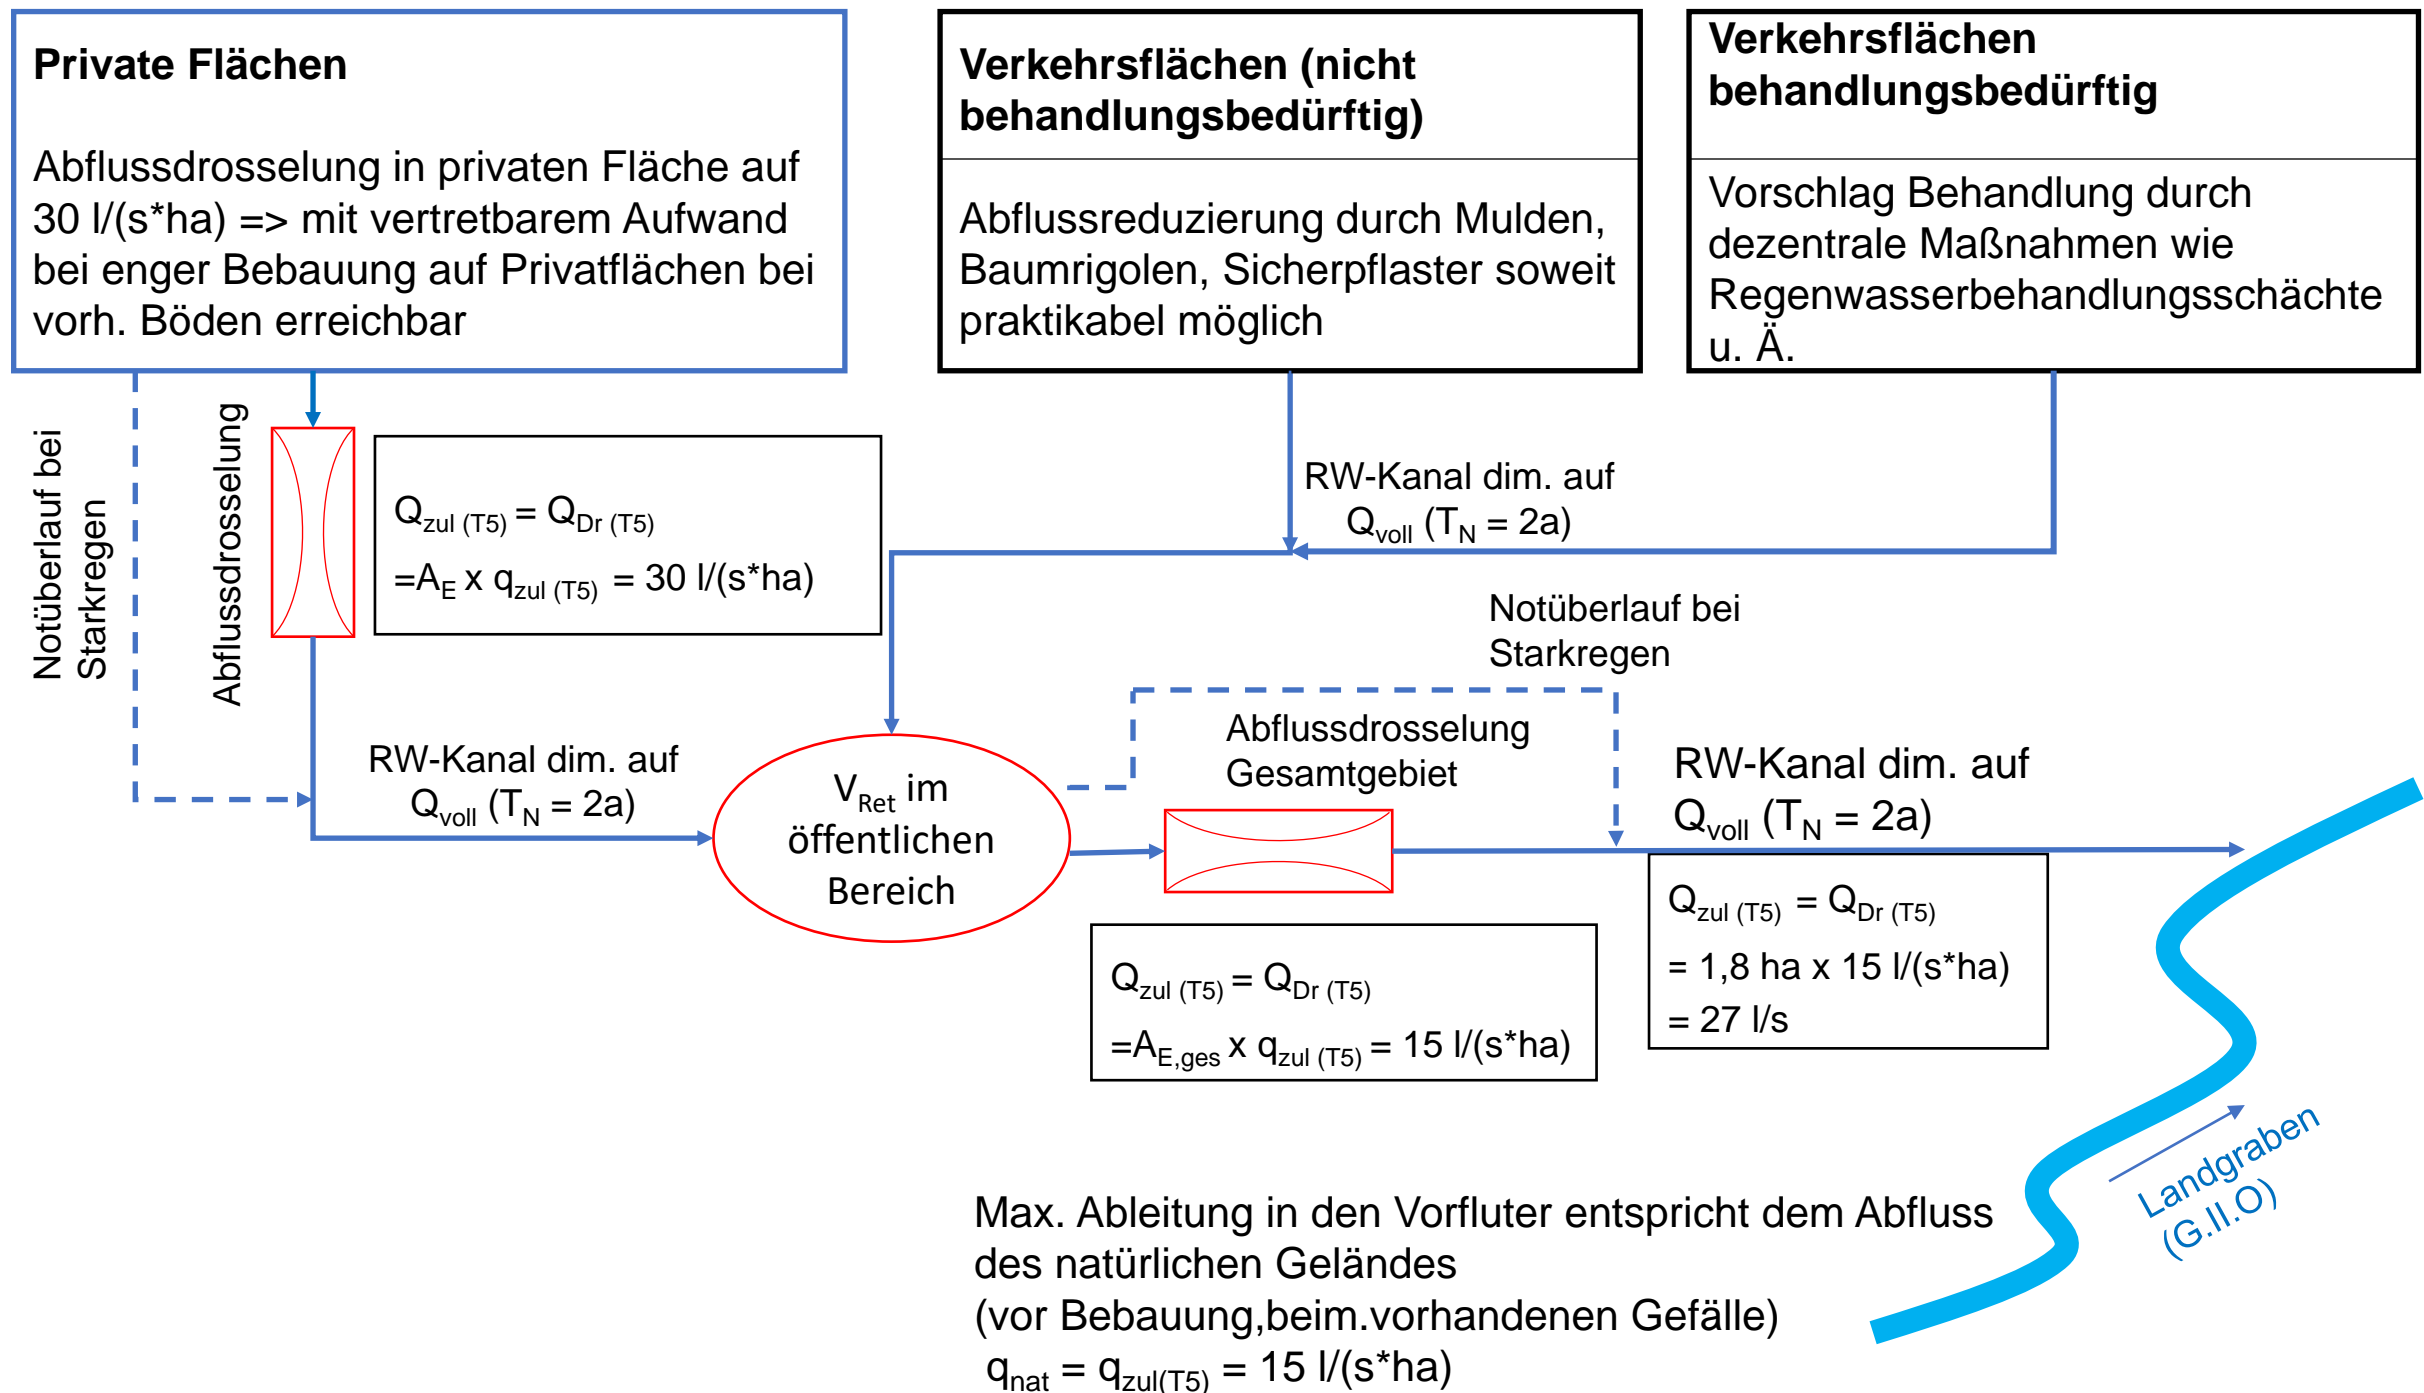 Private Flächen
Abflussdrosselung in privaten Fläche auf
30 l/(s*ha) => mit vertretbarem Aufwand
bei enger Bebauung auf Privatflächen bei
vorh. Böden erreichbar
Verkehrsflächen (nicht
behandlungsbedürftig)
Abflussreduzierung durch Mulden,
Baumrigolen, Sicherpflaster soweit
praktikabel möglich
Verkehrsflächen
behandlungsbedürftig
Vorschlag Behandlung durch
dezentrale Maßnahmen wie
Regenwasserbehandlungsschächte
u. Ä.
Notüberlauf bei
Starkregen
Abflussdrosselung
Qzul (T5) = QDr (T5)
=AE x qzul (T5) = 30 l/(s*ha)
RW-Kanal dim. auf
Qvoll (TN = 2a)
Notüberlauf bei
Starkregen
RW-Kanal dim. auf
Qvoll (TN = 2a)
VRet im
öffentlichen
Bereich
Abflussdrosselung
Gesamtgebiet
RW-Kanal dim. auf
Qvoll (TN = 2a)
Qzul (T5) = QDr (T5)
=AE,ges x qzul (T5) = 15 l/(s*ha)
Qzul (T5) = QDr (T5)
= 1,8 ha x 15 l/(s*ha)
= 27 l/s
Landgraben
(G.II.O)
Max. Ableitung in den Vorfluter entspricht dem Abfluss
des natürlichen Geländes
(vor Bebauung,beim.vorhandenen Gefälle)
qnat = qzul(T5) = 15 l/(s*ha)